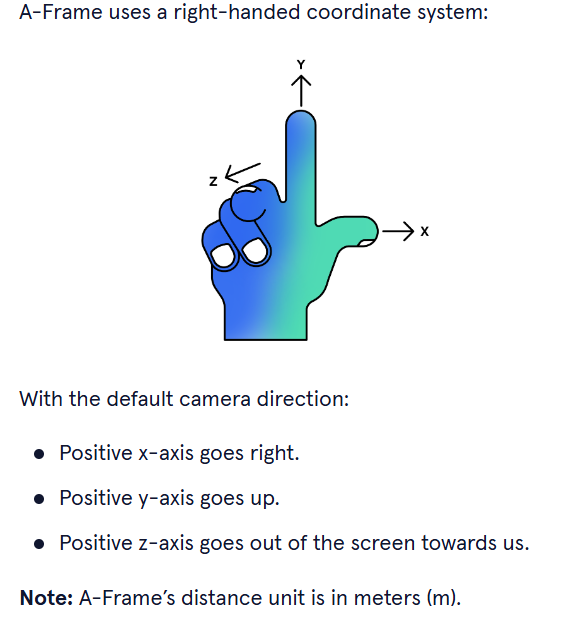 A-Frame uses a right-handed coordinate system:
Y
Z
X
With the default camera direction:
Positive x-axis goes right.
Positive y-axis goes up.
Positive z-axis goes out of the screen towards us.
Note: A-Frame’s distance unit is in meters (m).